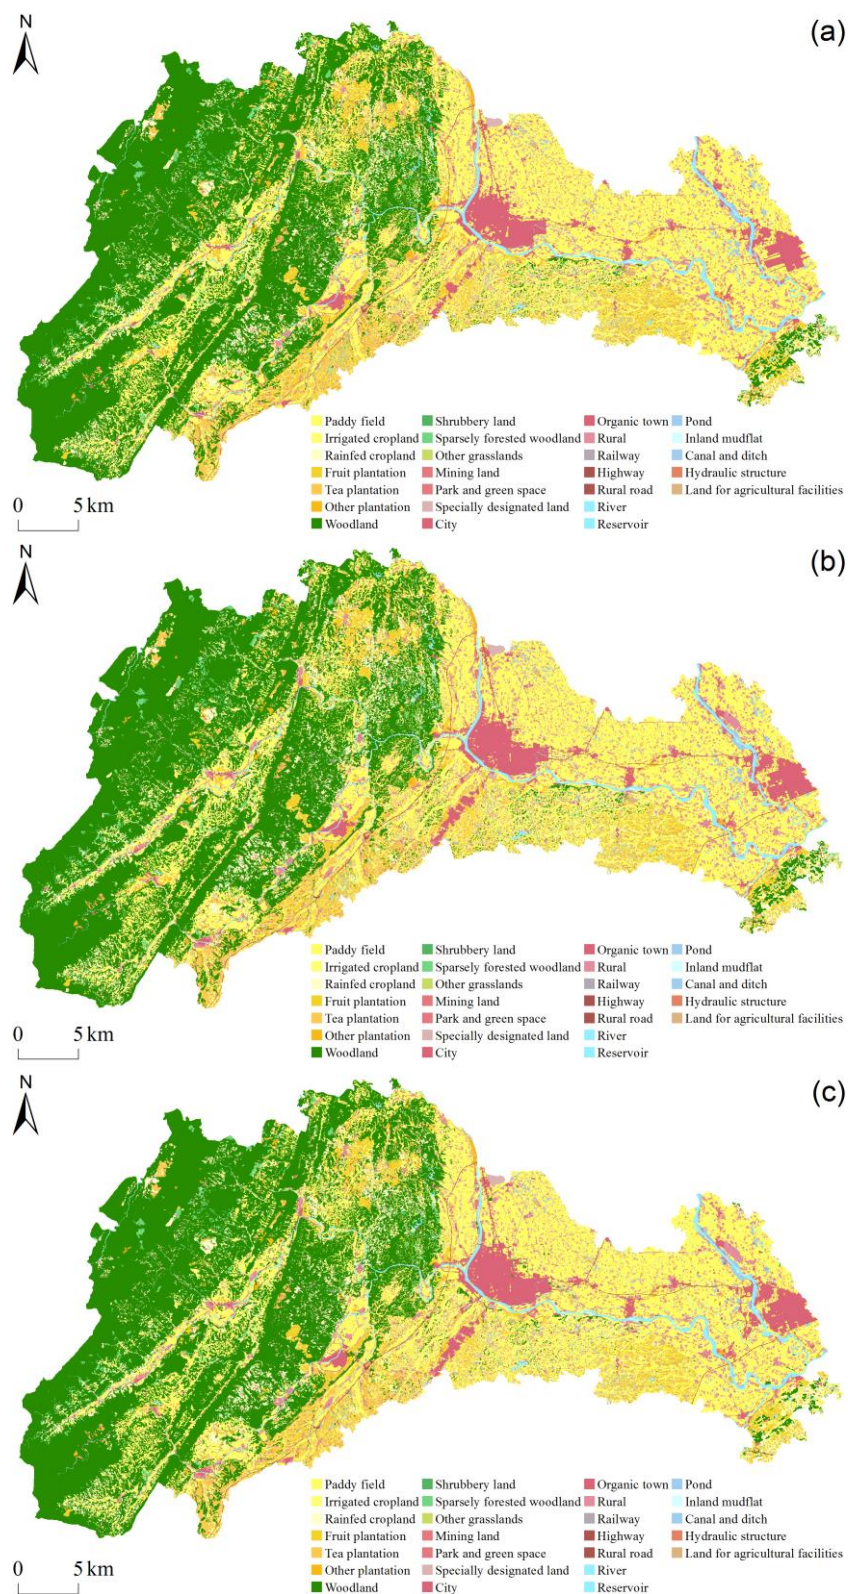 N
(a)
Paddy field Shrubbery land Organic town Pond
Irrigated cropland Sparsely forested woodland Rural Inland mudflat
Rainfed cropland Other grasslands Railway Canal and ditch
Fruit plantation Mining land Highway Hydraulic structure
Tea plantation Park and green space Rural road Land for agricultural facilities
Other plantation Specially designated land River
Woodland City Reservoir
0 5 km
N
(b)
Paddy field Shrubbery land Organic town Pond
Irrigated cropland Sparsely forested woodland Rural Inland mudflat
Rainfed cropland Other grasslands Railway Canal and ditch
Fruit plantation Mining land Highway Hydraulic structure
Tea plantation Park and green space Rural road Land for agricultural facilities
Other plantation Specially designated land River
Woodland City Reservoir
0 5 km
N
(c)
Paddy field Shrubbery land Organic town Pond
Irrigated cropland Sparsely forested woodland Rural Inland mudflat
Rainfed cropland Other grasslands Railway Canal and ditch
Fruit plantation Mining land Highway Hydraulic structure
Tea plantation Park and green space Rural road Land for agricultural facilities
Other plantation Specially designated land River
Woodland City Reservoir
0 5 km